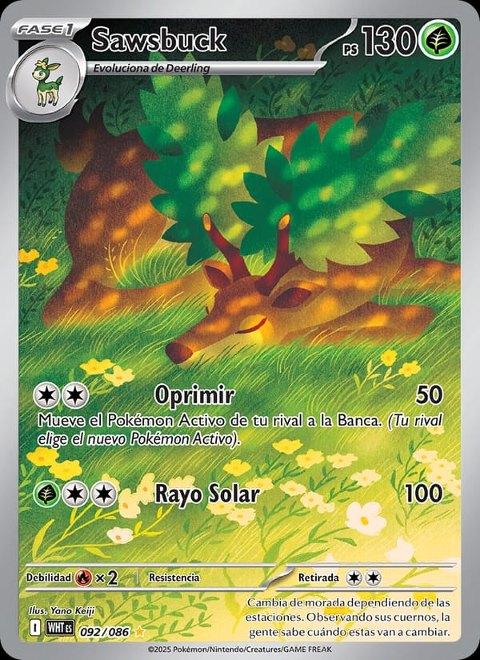 FASE 1
Sawsbuck
PS 130
Evoluciona de Deerling
Oprimir 50
Mueve el Pokémon Activo de tu rival a la Banca. (Tu rival
elige el nuevo Pokémon Activo).
Rayo Solar 100
Debilidad ×2 Resistencia Retirada
Ilus. Yano Keiji
I WHT ES 092/086
Cambia de morada dependiendo de las
estaciones. Observando sus cuernos, la
gente sabe cuándo estas van a cambiar.
©2025 Pokémon/Nintendo/Creatures/GAME FREAK